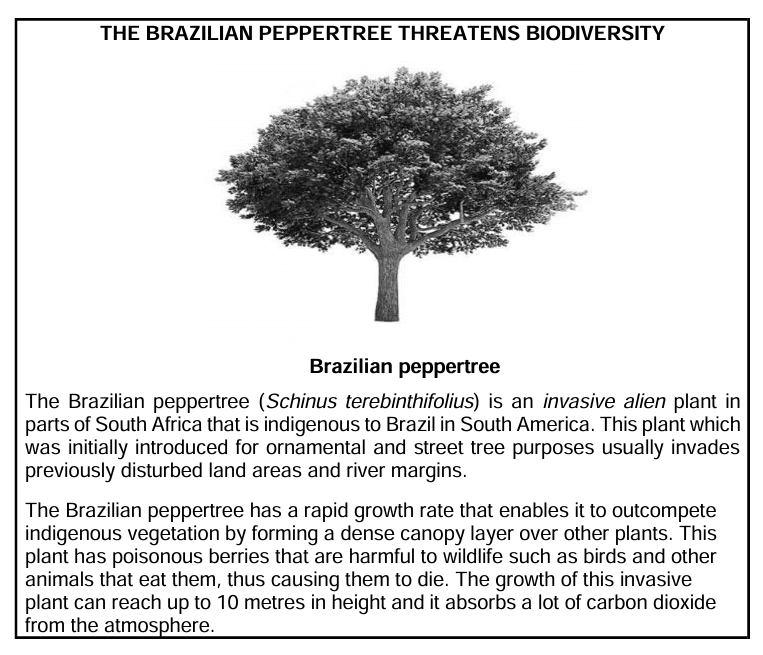 THE BRAZILIAN PEPPERTREE THREATENS BIODIVERSITY
Brazilian peppertree
The Brazilian peppertree (Schinus terebinthifolius) is an invasive alien plant in
parts of South Africa that is indigenous to Brazil in South America. This plant which
was initially introduced for ornamental and street tree purposes usually invades
previously disturbed land areas and river margins.
The Brazilian peppertree has a rapid growth rate that enables it to outcompete
indigenous vegetation by forming a dense canopy layer over other plants. This
plant has poisonous berries that are harmful to wildlife such as birds and other
animals that eat them, thus causing them to die. The growth of this invasive
plant can reach up to 10 metres in height and it absorbs a lot of carbon dioxide
from the atmosphere.